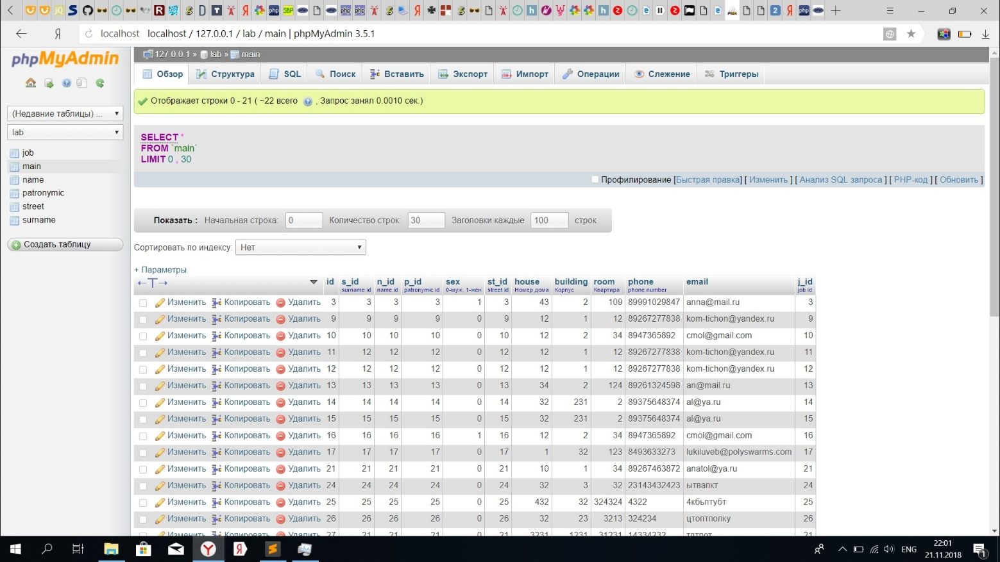 localhost localhost / 127.0.0.1 / lab / main | phpMyAdmin 3.5.1
phpMyAdmin
127.0.0.1 » lab » main
Обзор Структура SQL Поиск Вставить Экспорт Импорт Операции Слежение Триггеры
Отображает строки 0 - 21 ( ~22 всего , Запрос занял 0.0010 сек.)
(Недавние таблицы) ...
lab
job
main
name
patronymic
street
surname
Создать таблицу
SELECT *
FROM `main`
LIMIT 0 , 30
Профилирование [Быстрая правка] [ Изменить ] [ Анализ SQL запроса ] [ PHP-код ] [ Обновить ]
Показать : Начальная строка: 0 Количество строк: 30 Заголовки каждые 100 строк
Сортировать по индексу: Нет
+ Параметры
←T→ id s_id n_id p_id sex st_id house building room phone email j_id
surname id name id patronymic id 0-муж, 1-жен street id Номер дома Корпус Квартира phone number job id
Изменить Копировать Удалить 3 3 3 3 1 3 43 2 109 89991029847 anna@mail.ru 3
Изменить Копировать Удалить 9 9 9 9 0 9 12 1 12 89267277838 kom-tichon@yandex.ru 9
Изменить Копировать Удалить 10 10 10 10 0 10 12 2 34 8947365892 cmol@gmail.com 10
Изменить Копировать Удалить 11 12 12 12 0 12 12 1 12 89267277838 kom-tichon@yandex.ru 11
Изменить Копировать Удалить 12 12 12 12 0 12 12 1 12 89267277838 kom-tichon@yandex.ru 12
Изменить Копировать Удалить 13 13 13 13 0 13 34 2 124 89261324598 an@mail.ru 13
Изменить Копировать Удалить 14 14 14 14 0 14 32 231 2 89375648374 al@ya.ru 14
Изменить Копировать Удалить 15 15 15 15 0 15 32 231 2 89375648374 al@ya.ru 15
Изменить Копировать Удалить 16 16 16 16 1 16 12 2 34 8947365892 cmol@gmail.com 16
Изменить Копировать Удалить 17 17 17 17 0 17 1 32 123 8493633273 lukiluveb@polyswarms.com 17
Изменить Копировать Удалить 21 21 21 21 0 21 10 1 34 89267463872 anatol@ya.ru 21
Изменить Копировать Удалить 24 24 24 24 0 24 32 3 32 23143432423 ытвапкт 24
Изменить Копировать Удалить 25 25 25 25 0 25 432 32 324324 4322 4кбьптубт 25
Изменить Копировать Удалить 26 26 26 26 0 26 32 23 3213 324234 цтоптполку 26
Изменить Копировать Удалить 27 21 21 21 0 21 3231 1231 31231 14334232 27
ENG
22:01
21.11.2018
1